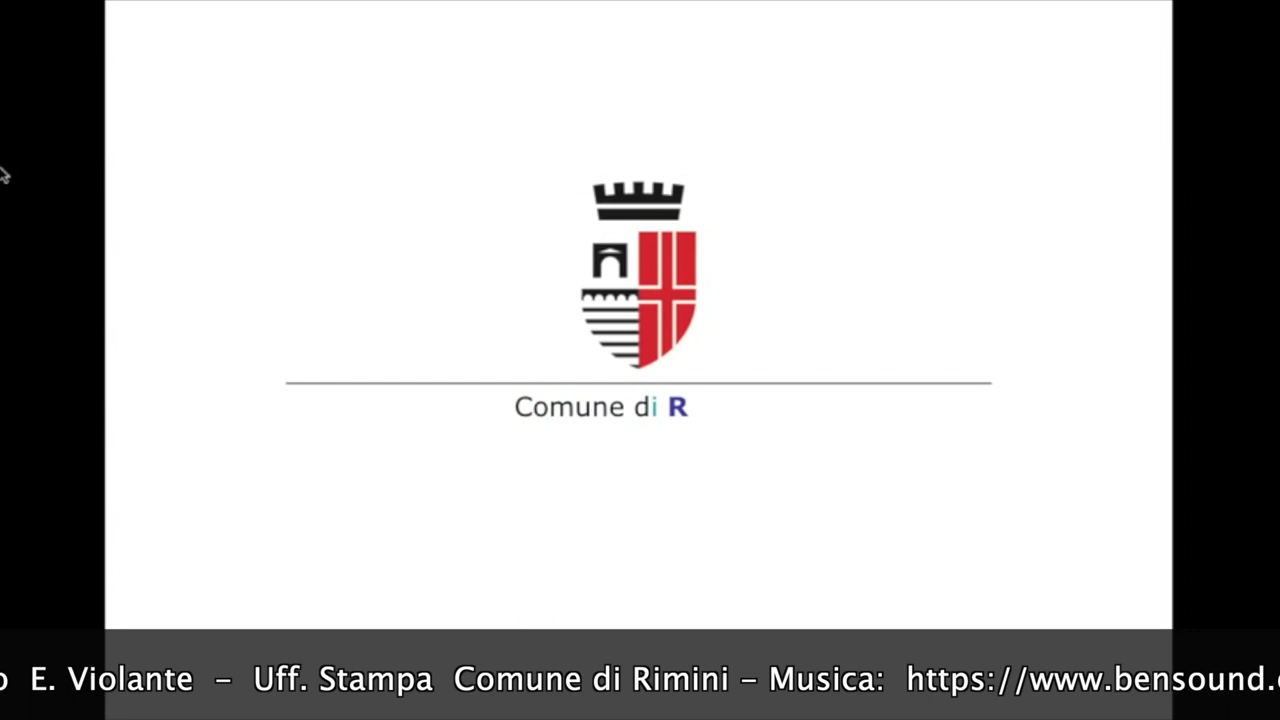 Comune di R
E. Violante – Uff. Stampa Comune di Rimini – Musica: https://www.bensound.